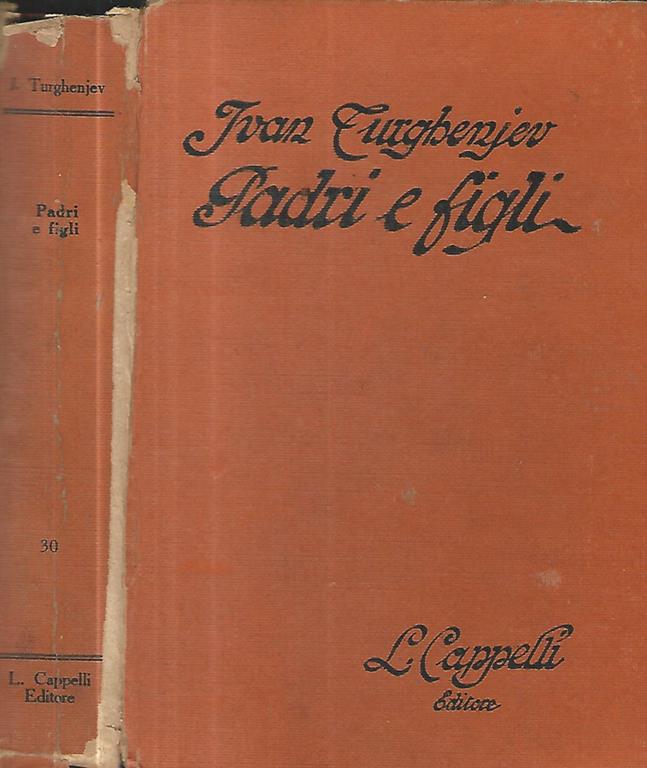 I. Turghenjev
Padri
e figli
30
L. Cappelli
Editore
Ivan Turghenjev
Padri e figli
L. Cappelli
Editore